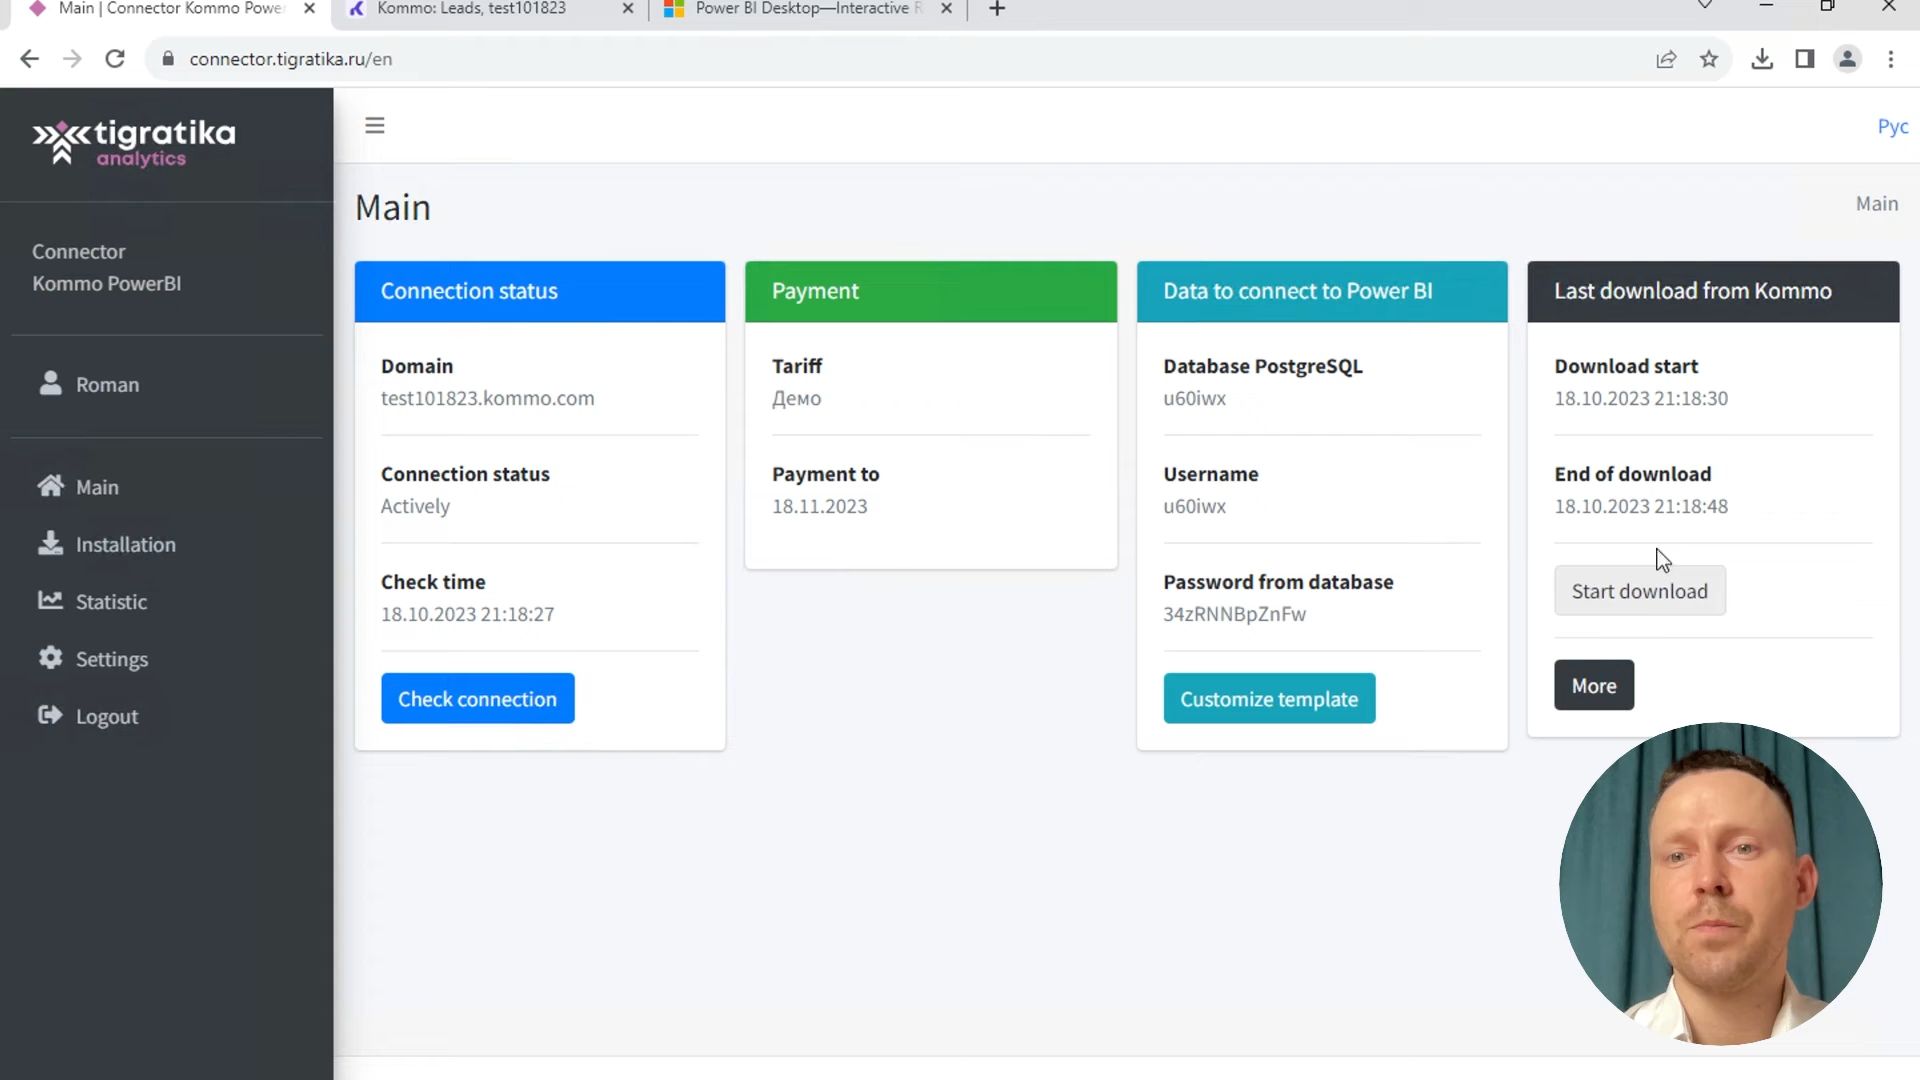 Main | Connector Kommo Power
Kommo: Leads, test101823
Power BI Desktop—Interactive R
connector.tigratika.ru/en
tigratika
analytics
Рус
Connector
Kommo PowerBI
Roman
Main
Installation
Statistic
Settings
Logout
Main
Main
Connection status
Domain
test101823.kommo.com
Connection status
Actively
Check time
18.10.2023 21:18:27
Check connection
Payment
Tariff
Демо
Payment to
18.11.2023
Data to connect to Power BI
Database PostgreSQL
u60iwx
Username
u60iwx
Password from database
34zRNNBpZnFw
Customize template
Last download from Kommo
Download start
18.10.2023 21:18:30
End of download
18.10.2023 21:18:48
Start download
More